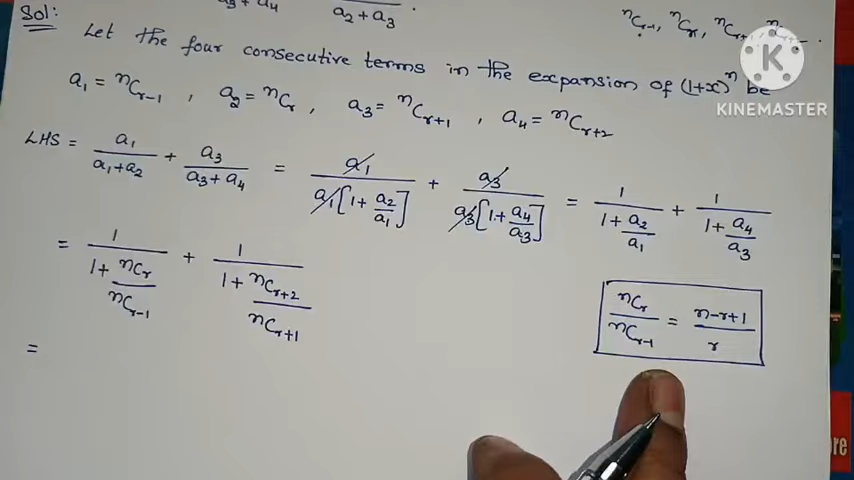 Sol:
a3+a4
a2+a3
nCr-1, nCr, nCr+1, n
Let the four consecutive terms in the expansion of (1+x)^n be
KINEMASTER
a1 = nCr-1 , a2 = nCr , a3 = nCr+1 , a4 = nCr+2
LHS = a1/(a1+a2) + a3/(a3+a4) = a1/(a1[1+a2/a1]) + a3/(a3[1+a4/a3]) = 1/(1+a2/a1) + 1/(1+a4/a3)
= 1/(1+nCr/nCr-1) + 1/(1+nCr+2/nCr+1)
nCr/nCr-1 = (n-r+1)/r
=